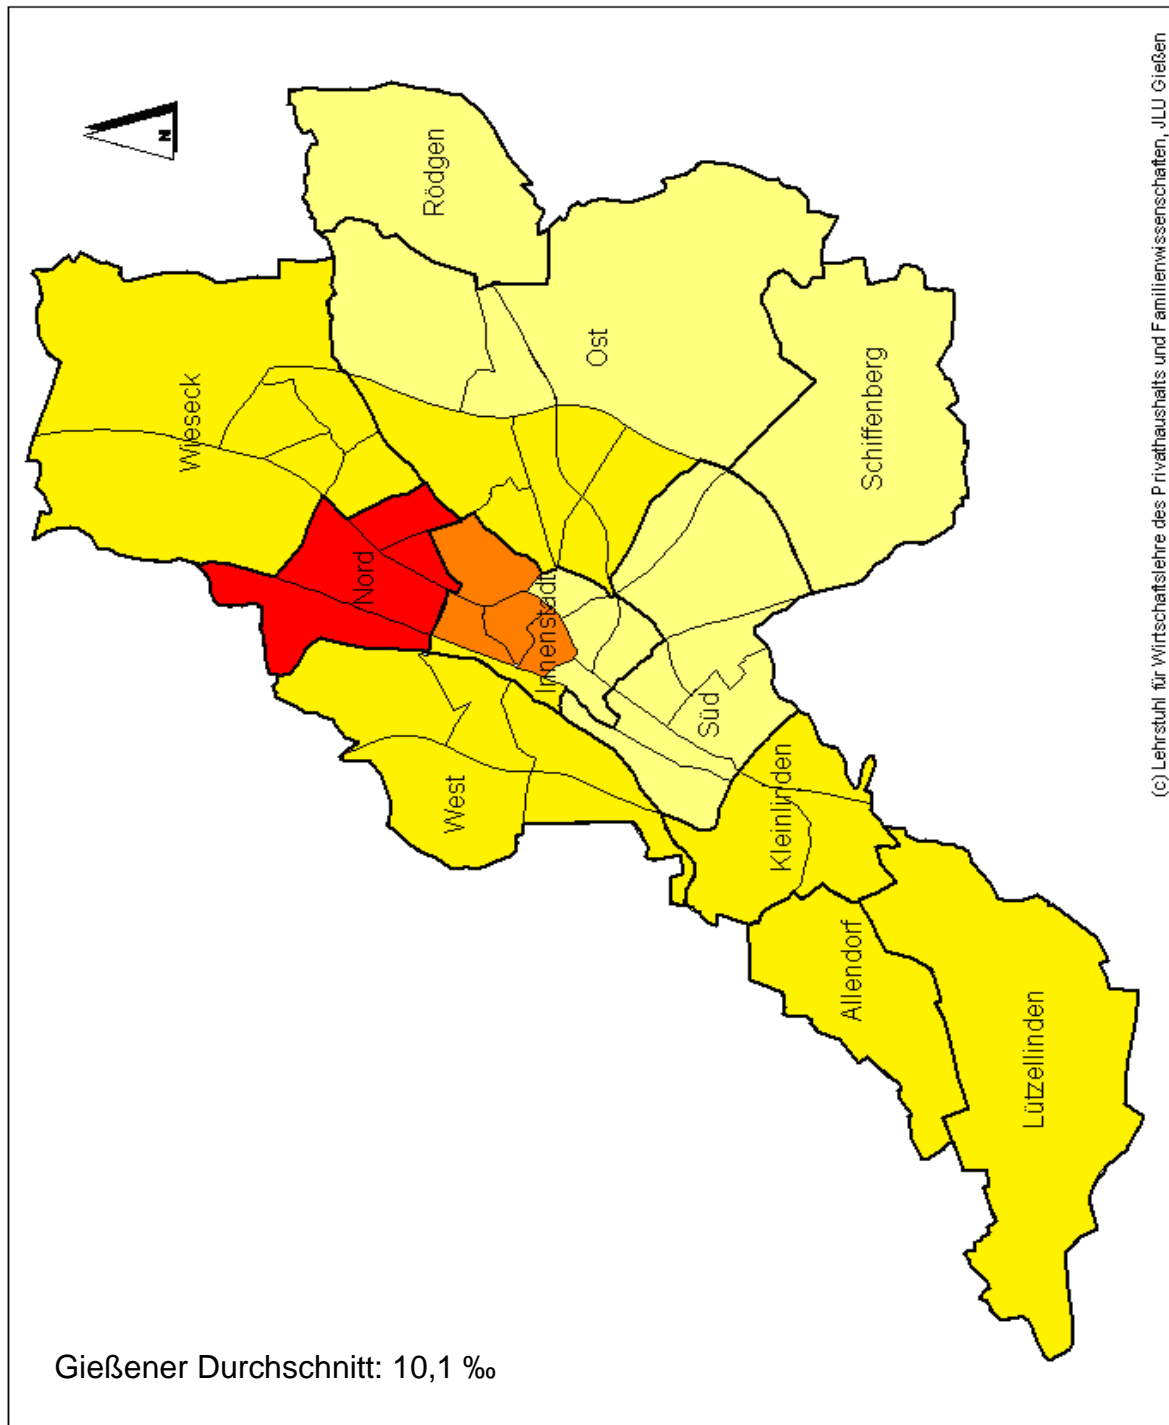 N
Rödgen
Wieseck
Ost
Schiffenberg
Nord
Innenstadt
Süd
West
Kleinlinden
Allendorf
Lützellinden
Gießener Durchschnitt: 10,1 ‰
(c) Lehrstuhl für Wirtschaftslehre des Privathaushalts und Familienwissenschaften, JLU Gießen